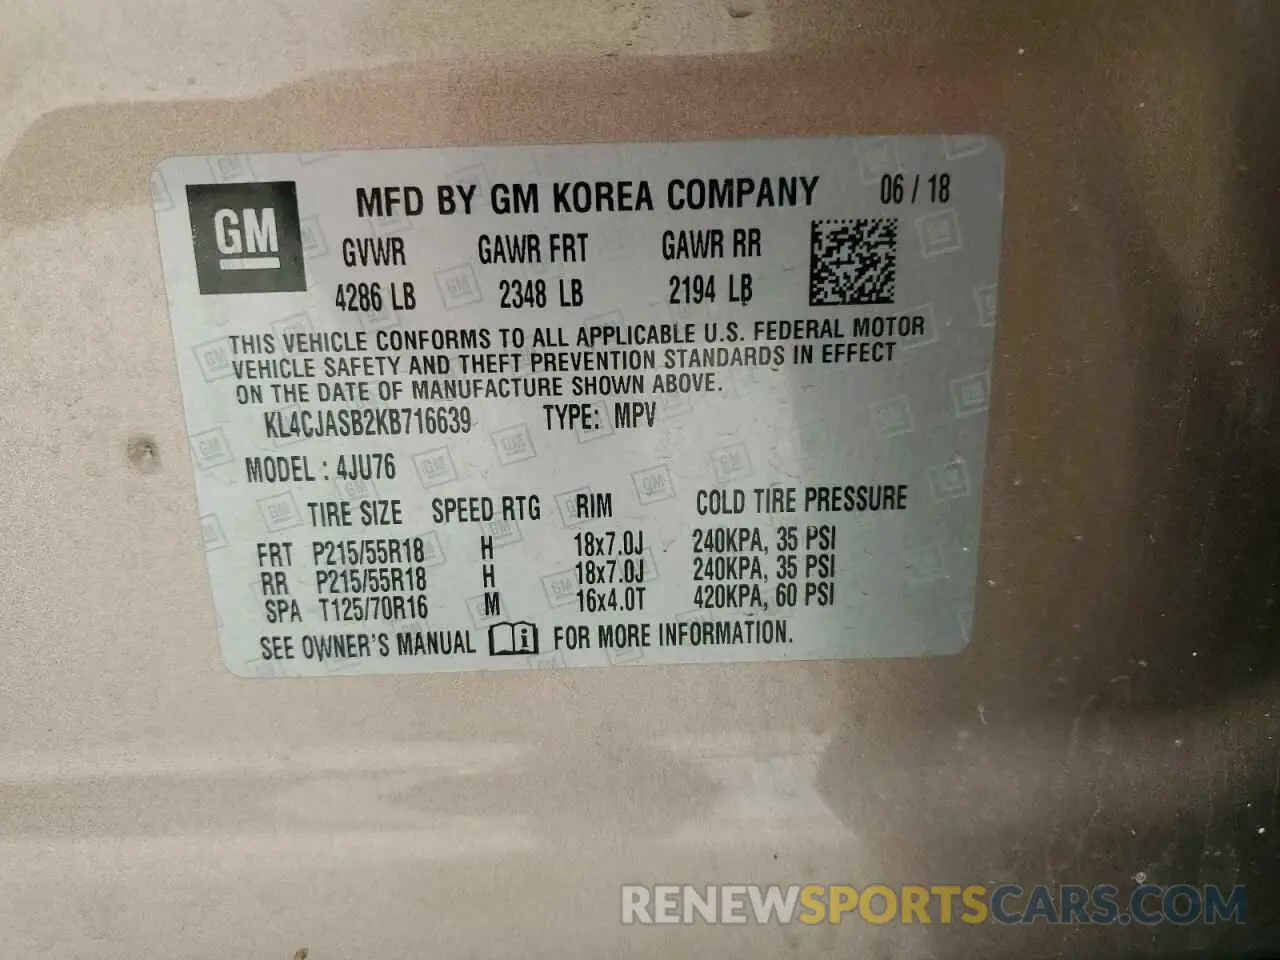 GM
MFD BY GM KOREA COMPANY 06 / 18
GVWR GAWR FRT GAWR RR
4286 LB 2348 LB 2194 LB
THIS VEHICLE CONFORMS TO ALL APPLICABLE U.S. FEDERAL MOTOR
VEHICLE SAFETY AND THEFT PREVENTION STANDARDS IN EFFECT
ON THE DATE OF MANUFACTURE SHOWN ABOVE.
KL4CJASB2KB716639 TYPE: MPV
MODEL : 4JU76
TIRE SIZE SPEED RTG RIM COLD TIRE PRESSURE
FRT P215/55R18 H 18x7.0J 240KPA, 35 PSI
RR P215/55R18 H 18x7.0J 240KPA, 35 PSI
SPA T125/70R16 M 16x4.0T 420KPA, 60 PSI
SEE OWNER'S MANUAL i FOR MORE INFORMATION.
RENEWSPORTSCARS.COM